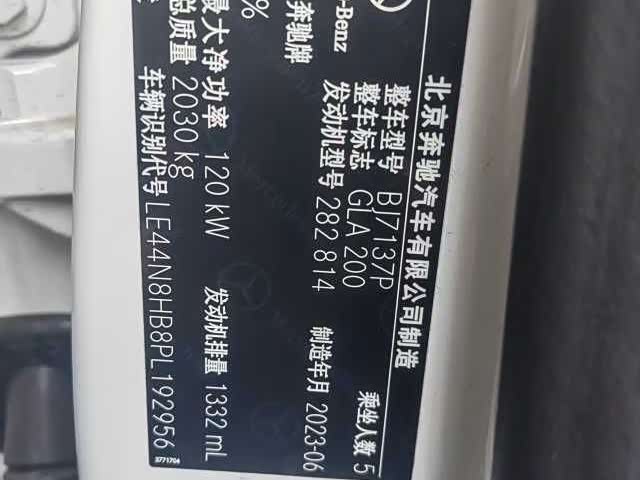 北京奔驰汽车有限公司制造
-Benz
奔驰牌
整车型号 BJ7137P
整车标志 GLA 200
乘坐人数 5
发动机型号 282 814
制造年月 2023-06
%
最大净功率 120 kW
发动机排量 1332 mL
总质量 2030 kg
车辆识别代号 LE44N8HB8PL192956
3771704